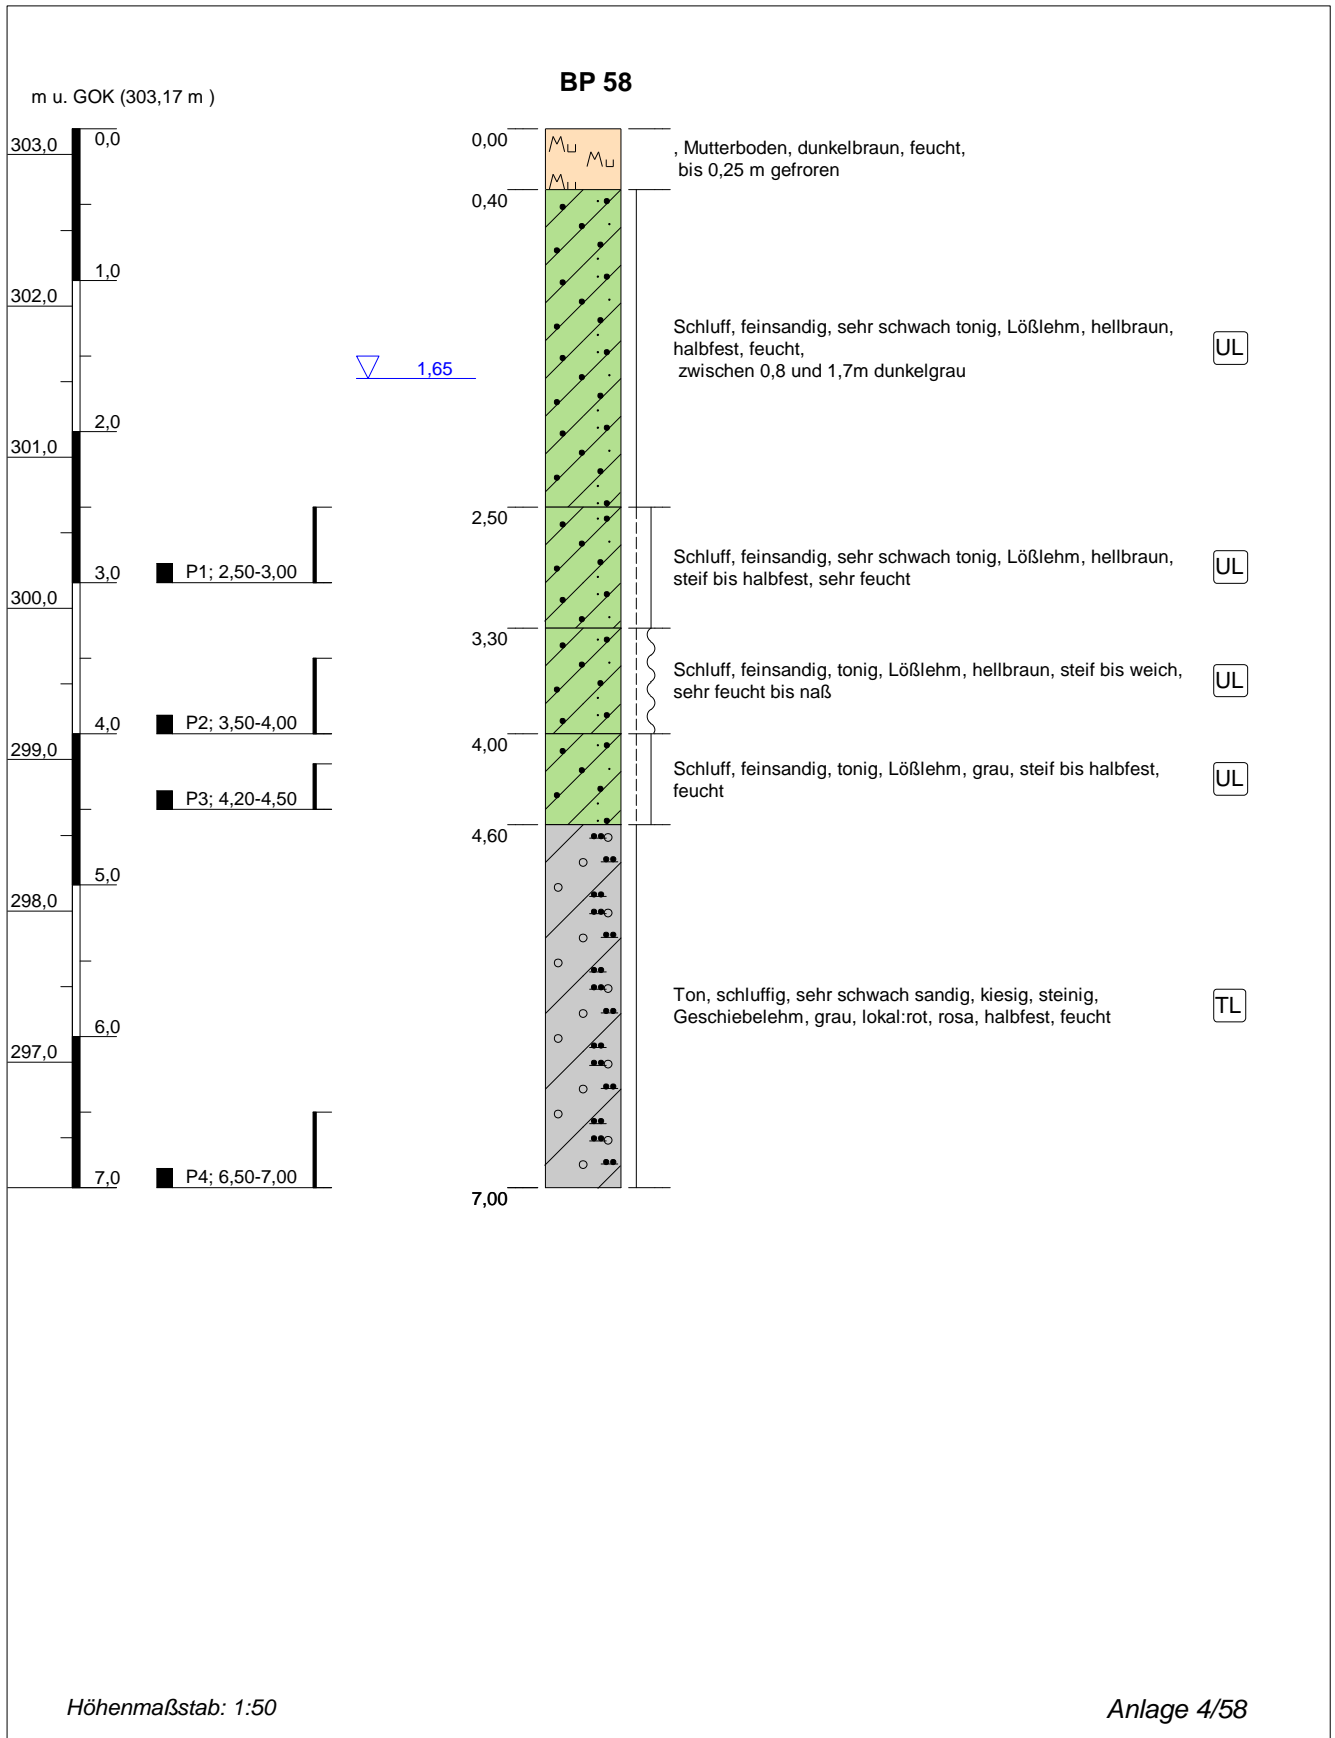 BP 58
m u. GOK (303,17 m )
303,0
0,0
0,00
Mu
Mu
Mu
, Mutterboden, dunkelbraun, feucht,
bis 0,25 m gefroren
0,40
302,0
1,0
Schluff, feinsandig, sehr schwach tonig, Lößlehm, hellbraun,
halbfest, feucht,
zwischen 0,8 und 1,7m dunkelgrau
UL
1,65
301,0
2,0
2,50
Schluff, feinsandig, sehr schwach tonig, Lößlehm, hellbraun,
steif bis halbfest, sehr feucht
UL
300,0
3,0
P1; 2,50-3,00
3,30
Schluff, feinsandig, tonig, Lößlehm, hellbraun, steif bis weich,
sehr feucht bis naß
UL
299,0
4,0
P2; 3,50-4,00
4,00
Schluff, feinsandig, tonig, Lößlehm, grau, steif bis halbfest,
feucht
UL
P3; 4,20-4,50
4,60
298,0
5,0
Ton, schluffig, sehr schwach sandig, kiesig, steinig,
Geschiebelehm, grau, lokal:rot, rosa, halbfest, feucht
TL
297,0
6,0
7,0
P4; 6,50-7,00
7,00
Höhenmaßstab: 1:50
Anlage 4/58